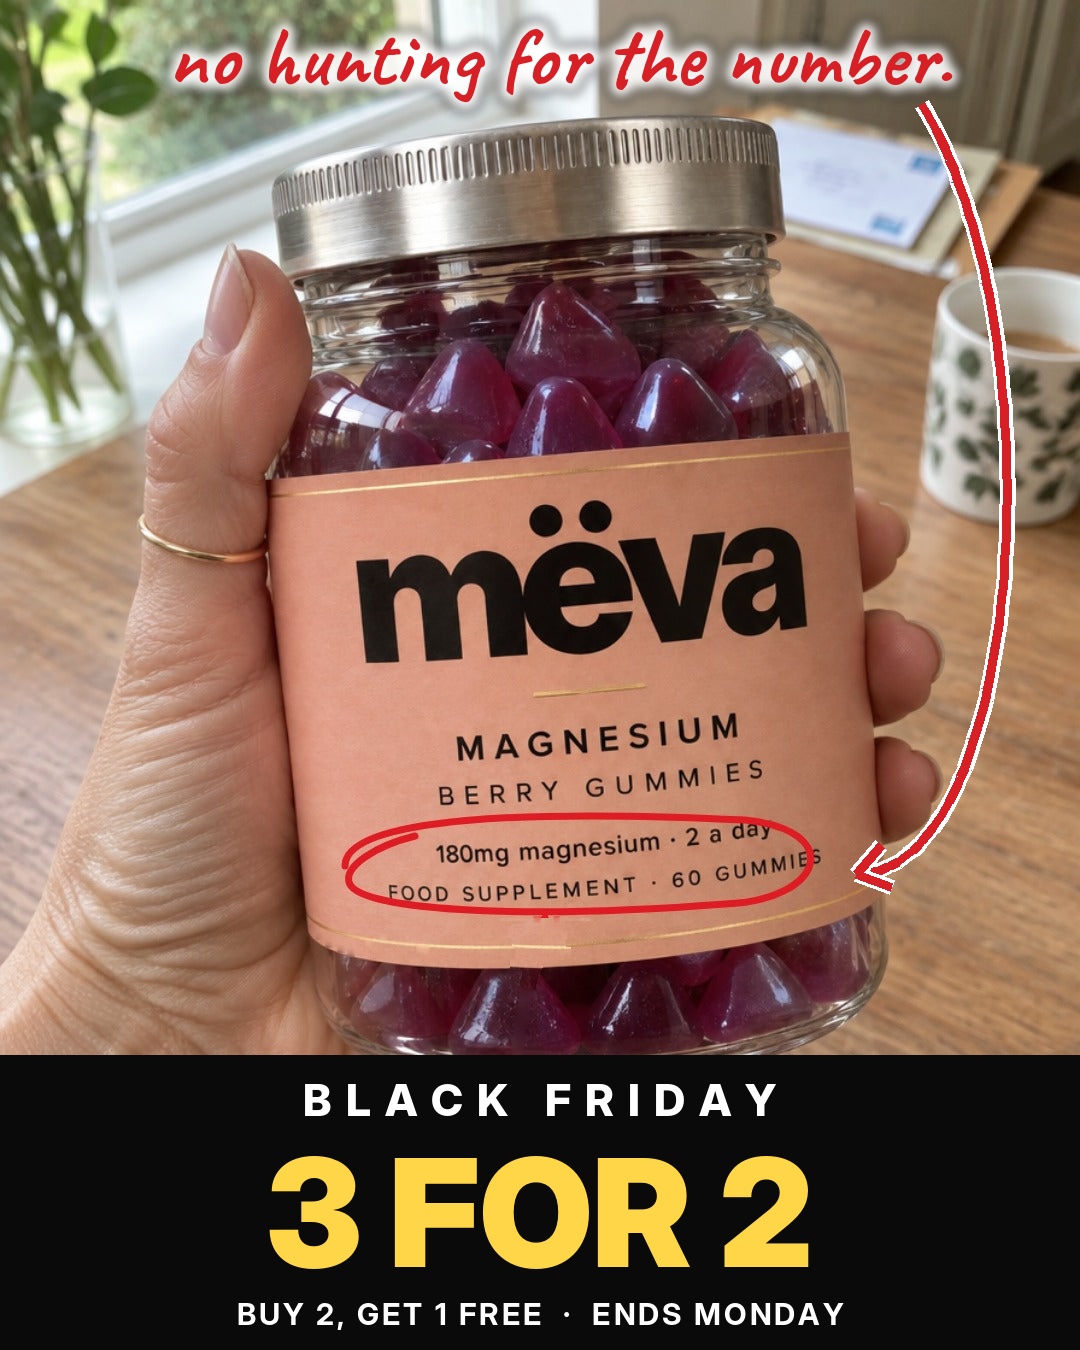 no hunting for the number.
mëva
MAGNESIUM
BERRY GUMMIES
180mg magnesium · 2 a day
FOOD SUPPLEMENT · 60 GUMMIES
BLACK FRIDAY
3 FOR 2
BUY 2, GET 1 FREE · ENDS MONDAY